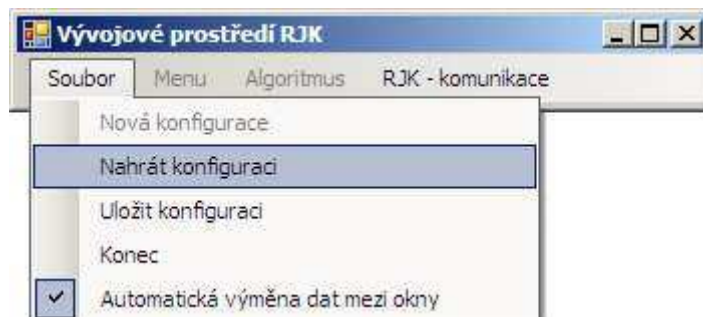 Vývojové prostředí RJK
Soubor Menu Algoritmus RJK - komunikace
Nová konfigurace
Nahrát konfiguraci
Uložit konfiguraci
Konec
Automatická výměna dat mezi okny